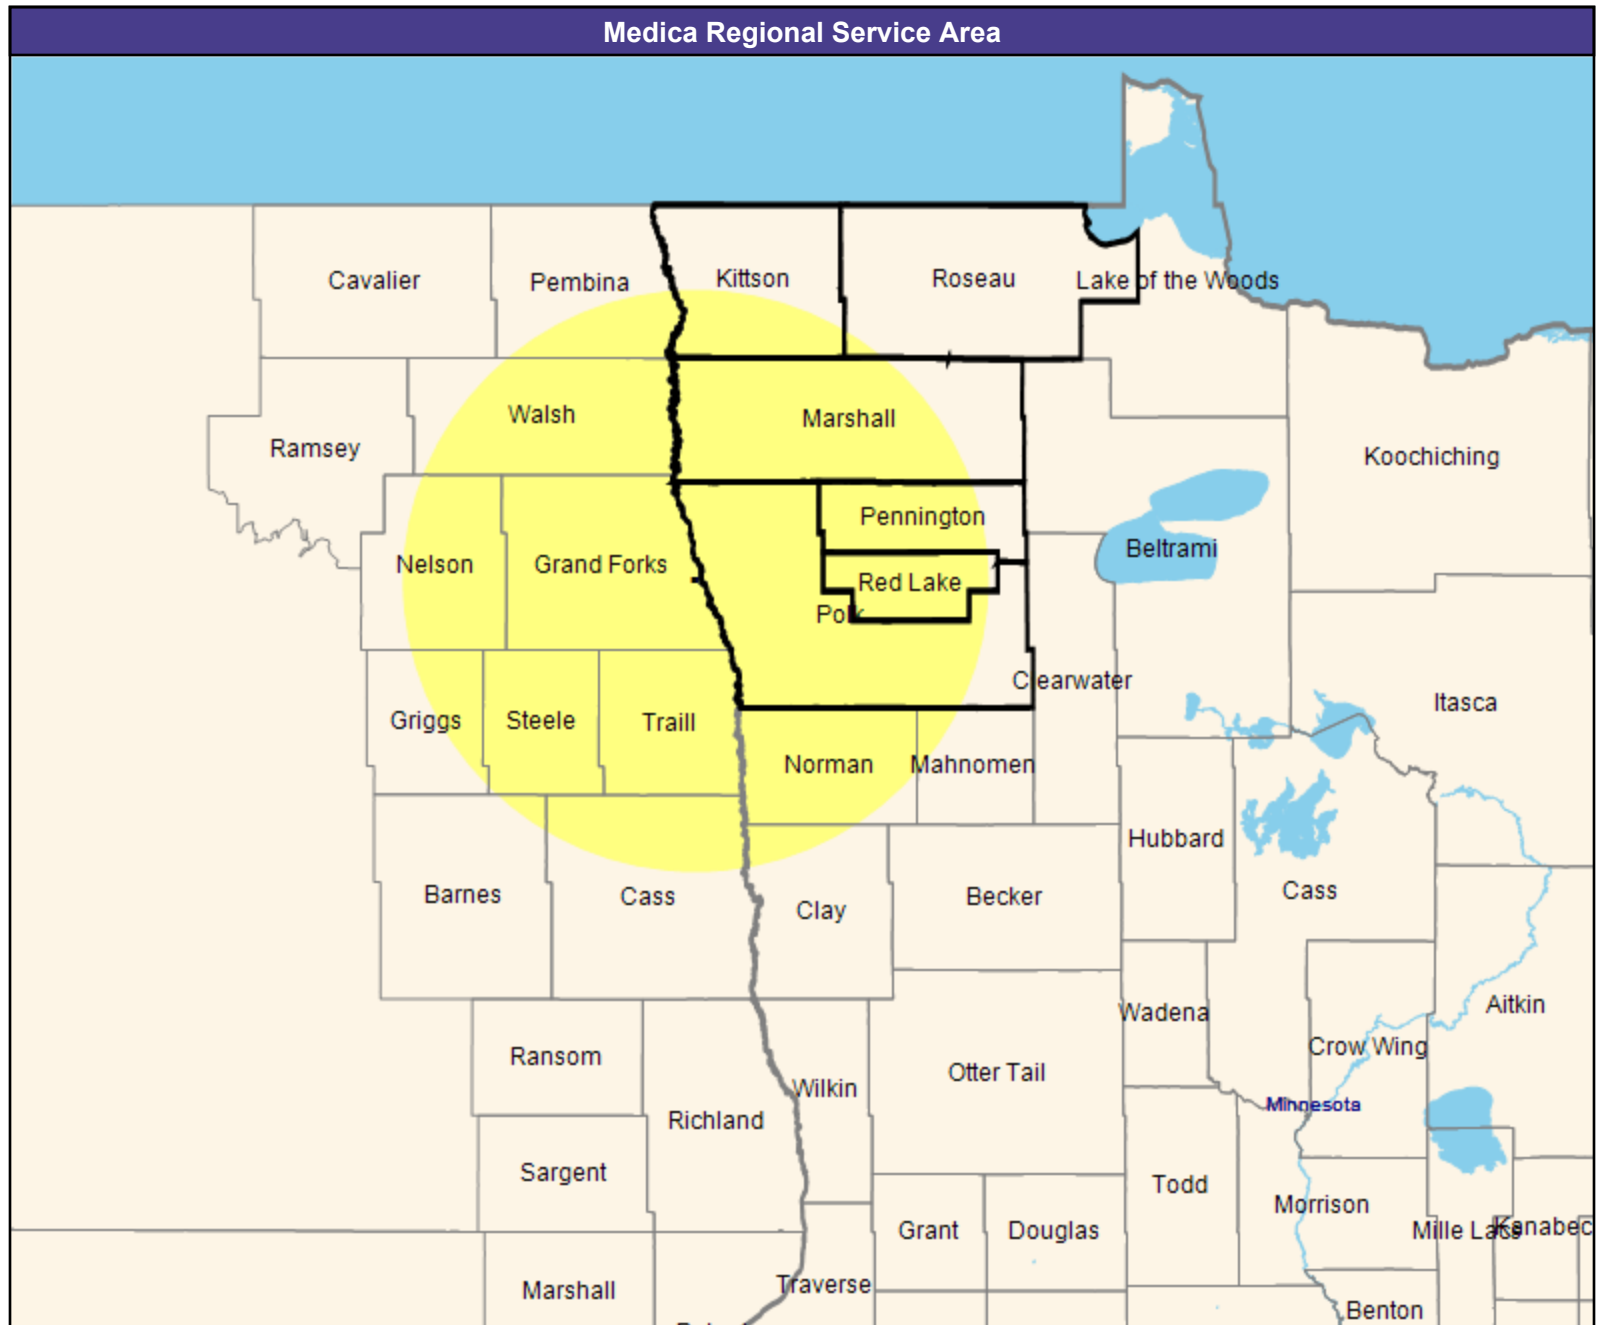 Medica Regional Service Area
Cavalier
Pembina
Kittson
Roseau
Lake of the Woods
Walsh
Marshall
Ramsey
Koochiching
Pennington
Nelson
Grand Forks
Beltrami
Red Lake
Polk
Clearwater
Griggs
Steele
Traill
Itasca
Norman
Mahnomen
Hubbard
Barnes
Cass
Clay
Becker
Cass
Wadena
Aitkin
Ransom
Crow Wing
Otter Tail
Wilkin
Minnesota
Richland
Sargent
Todd
Morrison
Grant
Douglas
Mille Lacs
Kanabec
Marshall
Traverse
Benton